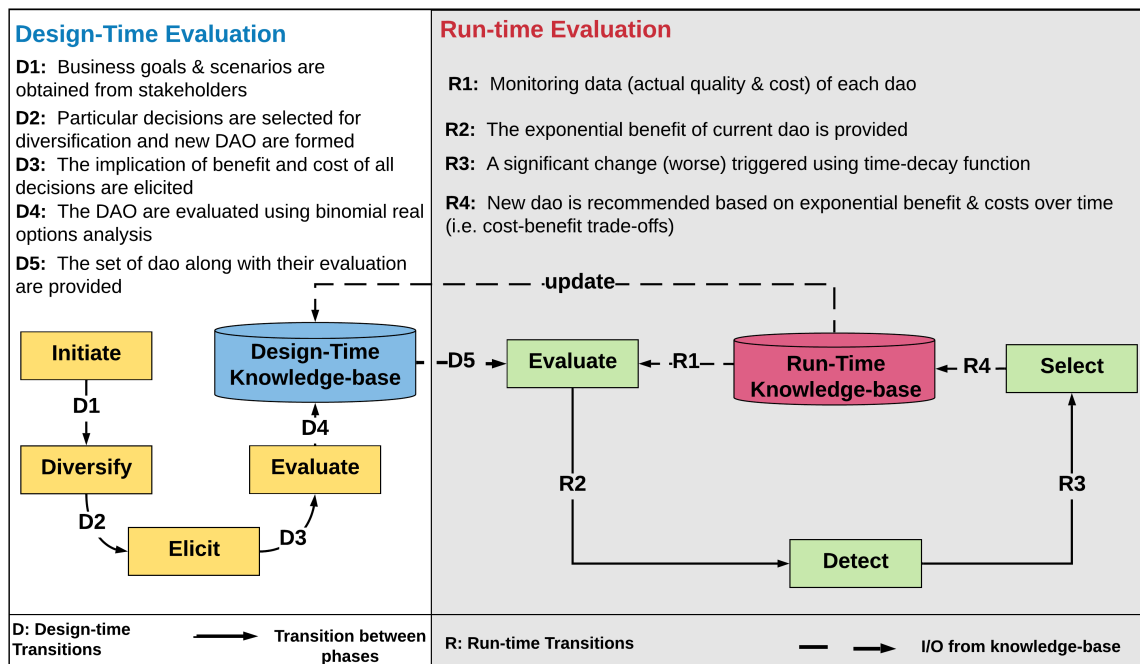 Design-Time Evaluation
D1: Business goals & scenarios are
obtained from stakeholders
D2: Particular decisions are selected for
diversification and new DAO are formed
D3: The implication of benefit and cost of all
decisions are elicited
D4: The DAO are evaluated using binomial real
options analysis
D5: The set of dao along with their evaluation
are provided
Run-time Evaluation
R1: Monitoring data (actual quality & cost) of each dao
R2: The exponential benefit of current dao is provided
R3: A significant change (worse) triggered using time-decay function
R4: New dao is recommended based on exponential benefit & costs over time
(i.e. cost-benefit trade-offs)
update
Initiate
D1
Diversify
D2
Elicit
D3
Evaluate
D4
Design-Time
Knowledge-base
D5
Evaluate
R1
Run-Time
Knowledge-base
R4
Select
R2
R3
Detect
D: Design-time
Transitions
Transition between
phases
R: Run-time Transitions
I/O from knowledge-base